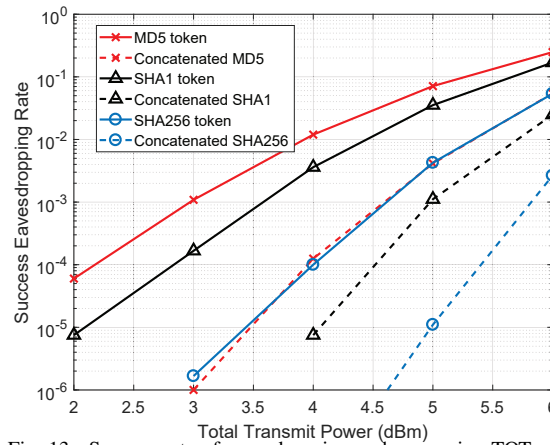 10^0
10^-1
10^-2
10^-3
10^-4
10^-5
10^-6
Success Eavesdropping Rate
MD5 token
Concatenated MD5
SHA1 token
Concatenated SHA1
SHA256 token
Concatenated SHA256
2 2.5 3 3.5 4 4.5 5 5.5 6
Total Transmit Power (dBm)